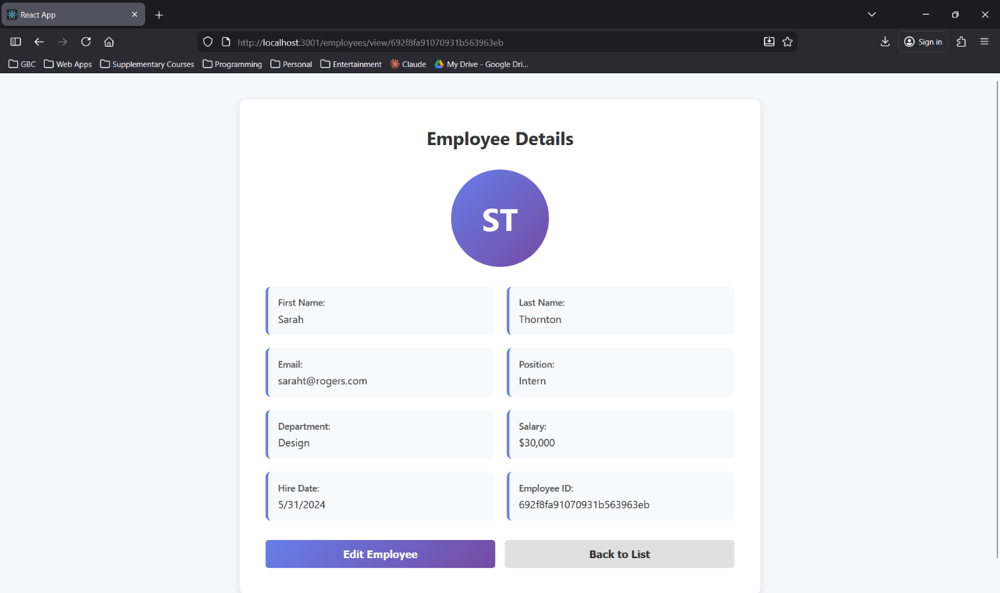 React App
http://localhost:3001/employees/view/692f8fa91070931b563963eb
Sign in
GBC Web Apps Supplementary Courses Programming Personal Entertainment Claude My Drive - Google Dri...
Employee Details
ST
First Name:
Sarah
Last Name:
Thornton
Email:
saraht@rogers.com
Position:
Intern
Department:
Design
Salary:
$30,000
Hire Date:
5/31/2024
Employee ID:
692f8fa91070931b563963eb
Edit Employee
Back to List